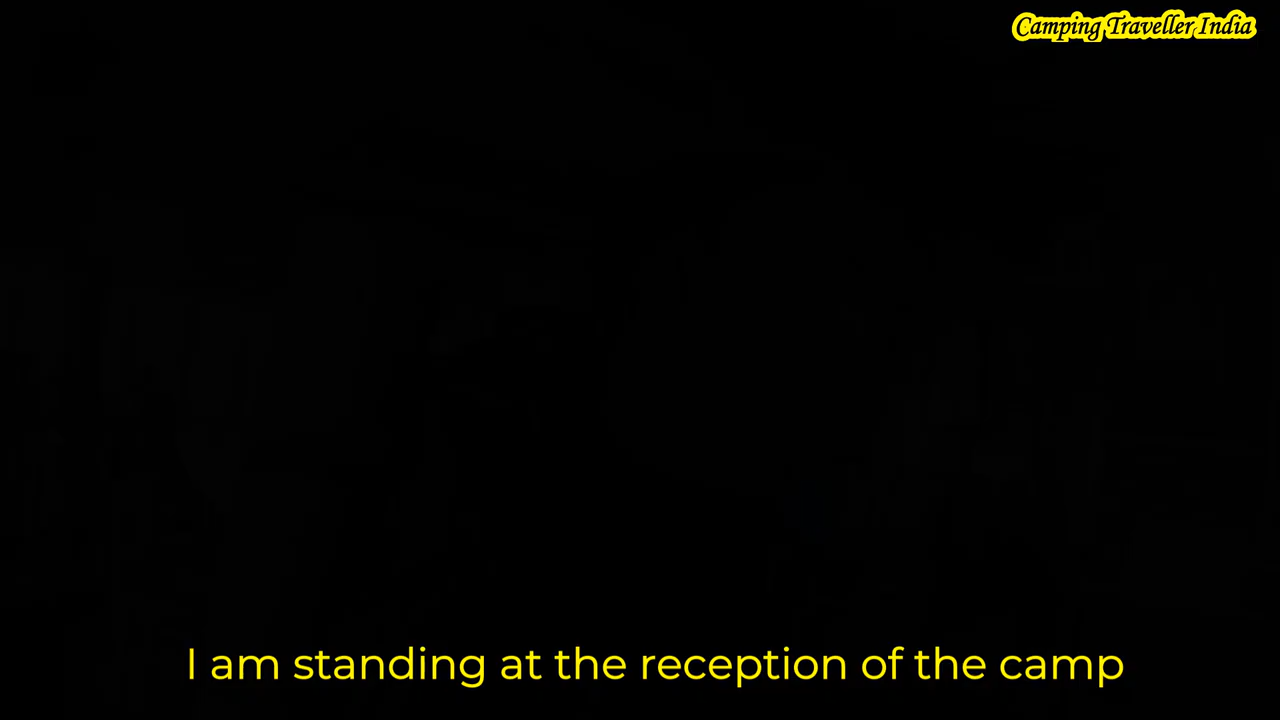 Camping Traveller India
I am standing at the reception of the camp